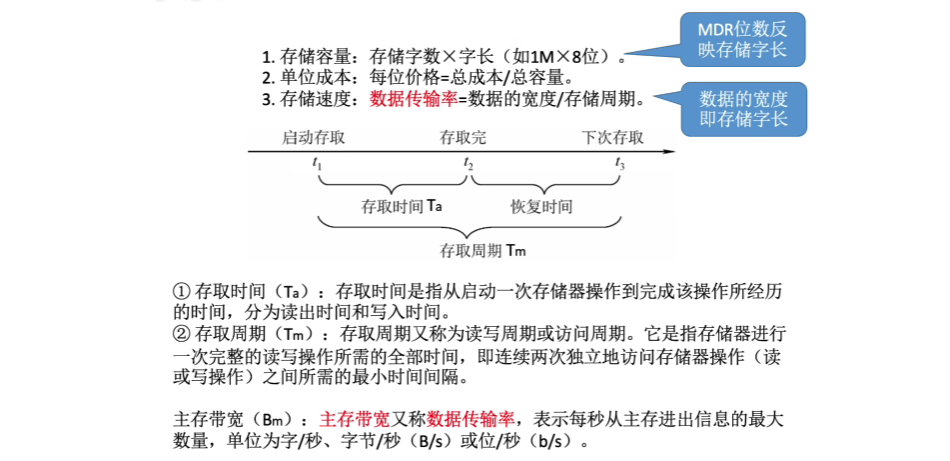 MDR位数反
映存储字长
1. 存储容量：存储字数×字长（如1M×8位）。
2. 单位成本：每位价格=总成本/总容量。
3. 存储速度：数据传输率=数据的宽度/存储周期。
数据的宽度
即存储字长
启动存取 存取完 下次存取
t1 t2 t3
存取时间 Ta 恢复时间
存取周期 Tm
① 存取时间（Ta）：存取时间是指从启动一次存储器操作到完成该操作所经历
的时间，分为读出时间和写入时间。
② 存取周期（Tm）：存取周期又称为读写周期或访问周期。它是指存储器进行
一次完整的读写操作所需的全部时间，即连续两次独立地访问存储器操作（读
或写操作）之间所需的最小时间间隔。
主存带宽（Bm）：主存带宽又称数据传输率，表示每秒从主存进出信息的最大
数量，单位为字/秒、字节/秒（B/s）或位/秒（b/s）。